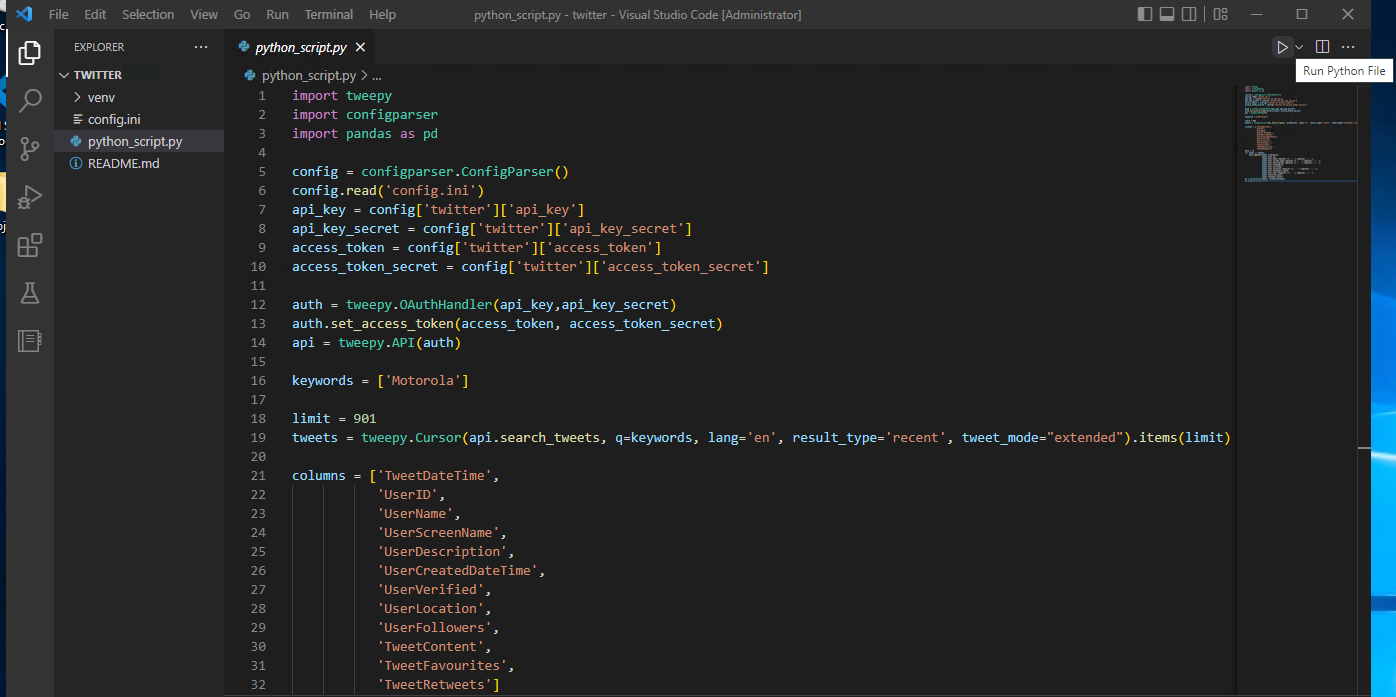 File Edit Selection View Go Run Terminal Help python_script.py - twitter - Visual Studio Code [Administrator]
EXPLORER ··· python_script.py
Run Python File
TWITTER
venv
config.ini
python_script.py
README.md
python_script.py > ...
1 import tweepy
2 import configparser
3 import pandas as pd
4
5 config = configparser.ConfigParser()
6 config.read('config.ini')
7 api_key = config['twitter']['api_key']
8 api_key_secret = config['twitter']['api_key_secret']
9 access_token = config['twitter']['access_token']
10 access_token_secret = config['twitter']['access_token_secret']
11
12 auth = tweepy.OAuthHandler(api_key,api_key_secret)
13 auth.set_access_token(access_token, access_token_secret)
14 api = tweepy.API(auth)
15
16 keywords = ['Motorola']
17
18 limit = 901
19 tweets = tweepy.Cursor(api.search_tweets, q=keywords, lang='en', result_type='recent', tweet_mode="extended").items(limit)
20
21 columns = ['TweetDateTime',
22 'UserID',
23 'UserName',
24 'UserScreenName',
25 'UserDescription',
26 'UserCreatedDateTime',
27 'UserVerified',
28 'UserLocation',
29 'UserFollowers',
30 'TweetContent',
31 'TweetFavourites',
32 'TweetRetweets']